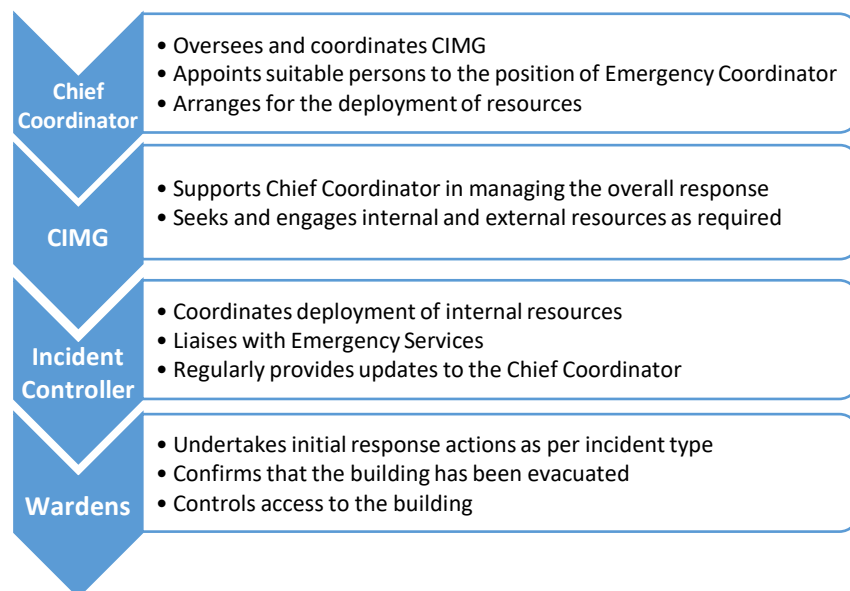 Chief
Coordinator
• Oversees and coordinates CIMG
• Appoints suitable persons to the position of Emergency Coordinator
• Arranges for the deployment of resources
CIMG
• Supports Chief Coordinator in managing the overall response
• Seeks and engages internal and external resources as required
Incident
Controller
• Coordinates deployment of internal resources
• Liaises with Emergency Services
• Regularly provides updates to the Chief Coordinator
Wardens
• Undertakes initial response actions as per incident type
• Confirms that the building has been evacuated
• Controls access to the building